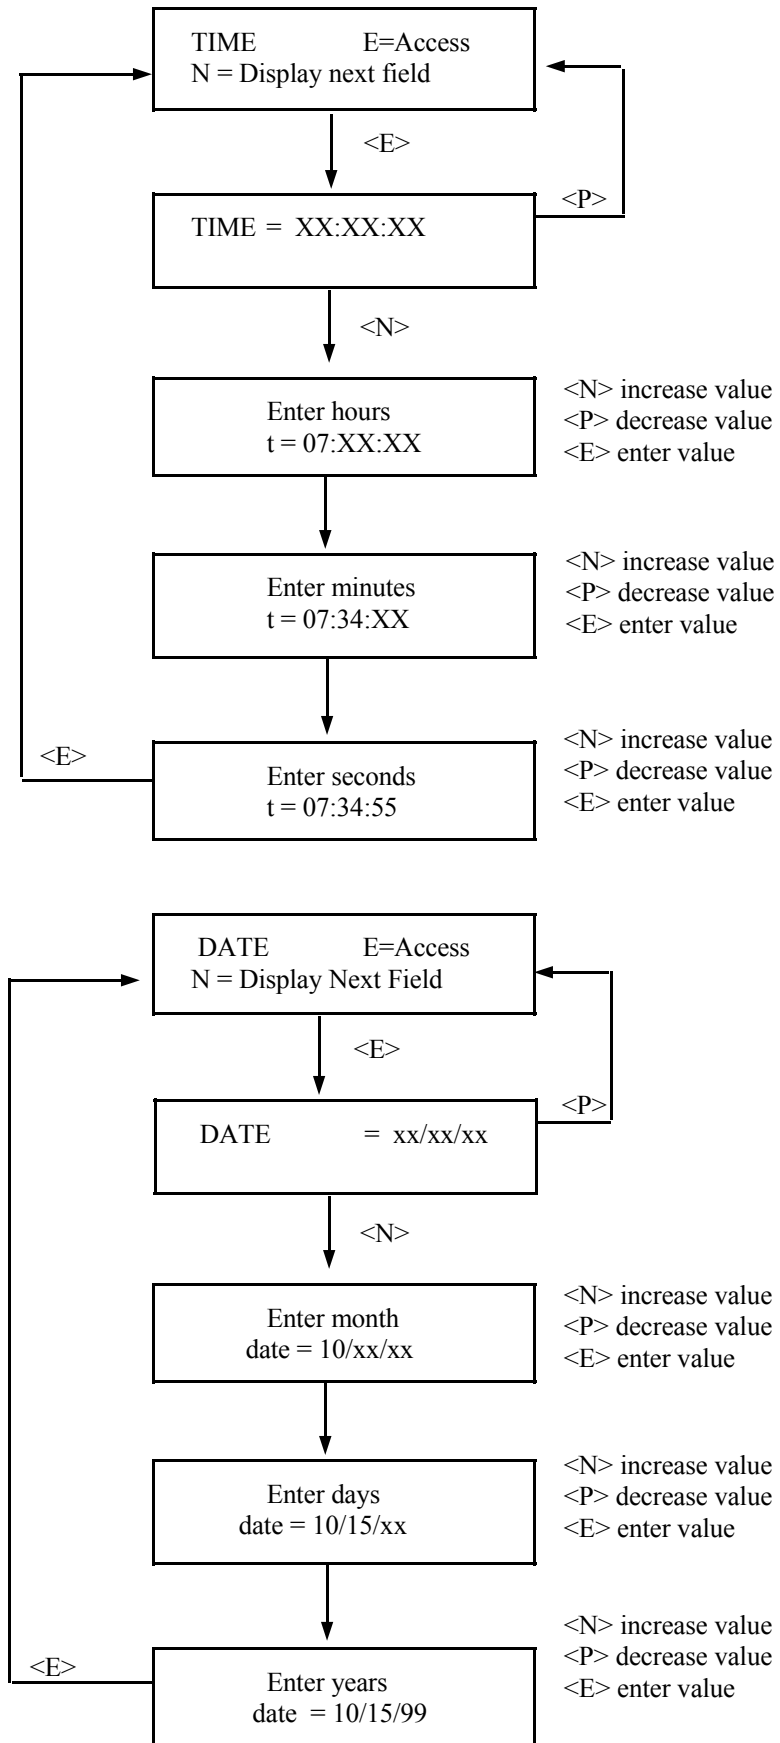 TIME E=Access
N = Display next field
<E>
<P>
TIME = XX:XX:XX
<N>
Enter hours
t = 07:XX:XX
<N> increase value
<P> decrease value
<E> enter value
Enter minutes
t = 07:34:XX
<N> increase value
<P> decrease value
<E> enter value
<E>
Enter seconds
t = 07:34:55
<N> increase value
<P> decrease value
<E> enter value
DATE E=Access
N = Display Next Field
<E>
<P>
DATE = xx/xx/xx
<N>
Enter month
date = 10/xx/xx
<N> increase value
<P> decrease value
<E> enter value
Enter days
date = 10/15/xx
<N> increase value
<P> decrease value
<E> enter value
<E>
Enter years
date = 10/15/99
<N> increase value
<P> decrease value
<E> enter value